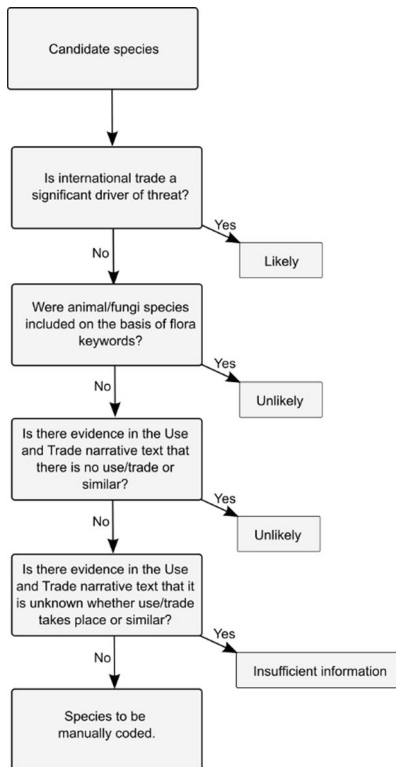 Candidate species
Is international trade a
significant driver of threat?
Yes
No
Likely
Were animal/fungi species
included on the basis of flora
keywords?
Yes
No
Unlikely
Is there evidence in the Use
and Trade narrative text that
there is no use/trade or
similar?
Yes
No
Unlikely
Is there evidence in the Use
and Trade narrative text that it
is unknown whether use/trade
takes place or similar?
Yes
No
Insufficient information
Species to be
manually coded.